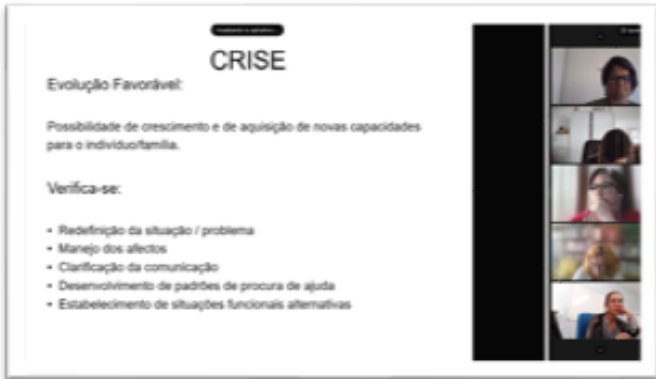 CRISE
Evolução Favorável:
Possibilidade de crescimento e de aquisição de novas capacidades
para o indivíduo/família.
Verifica-se:
• Redefinição da situação / problema
• Manejo dos afectos
• Clarificação da comunicação
• Desenvolvimento de padrões de procura de ajuda
• Estabelecimento de situações funcionais alternativas